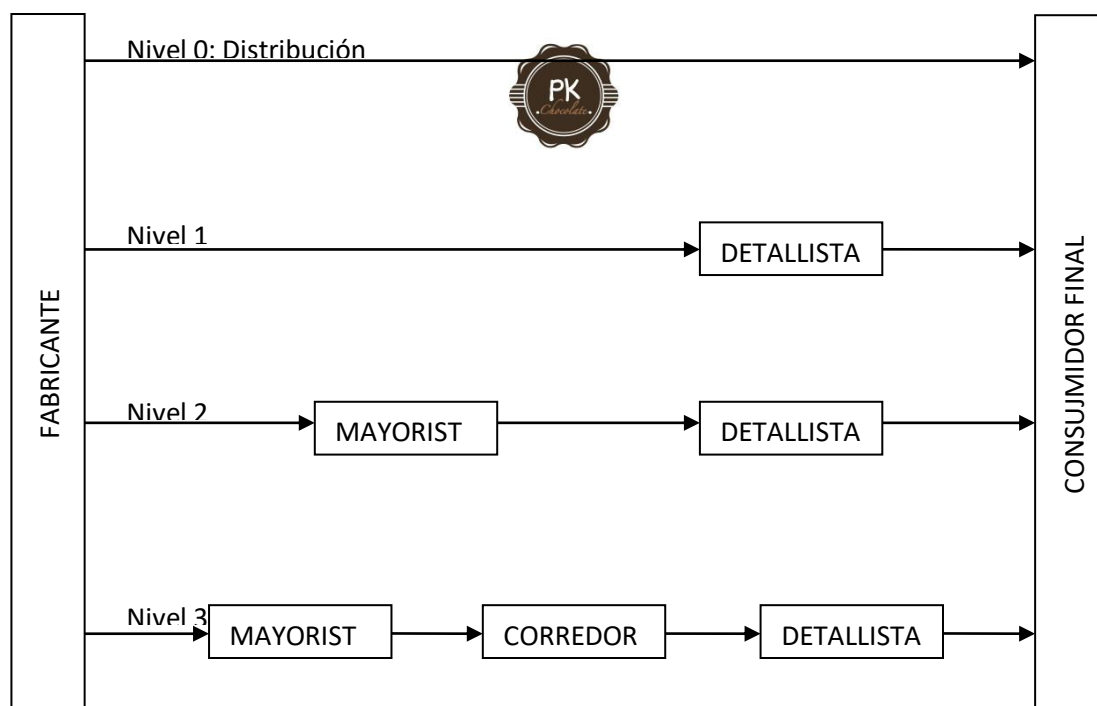 Nivel 0: Distribución
PK
Chocolate
Nivel 1
DETALLISTA
FABRICANTE
CONSUJMIDOR FINAL
Nivel 2
MAYORIST
DETALLISTA
Nivel 3
MAYORIST
CORREDOR
DETALLISTA